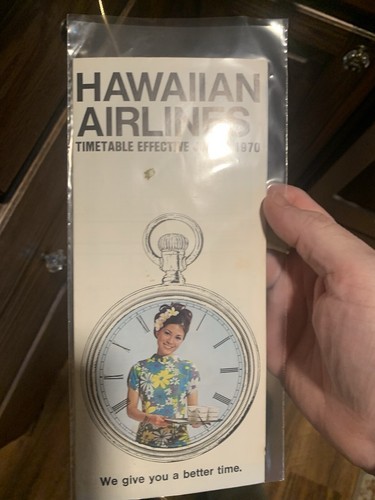 HAWAIIAN
AIRLINES
TIMETABLE EFFECTIVE 1970
We give you a better time.